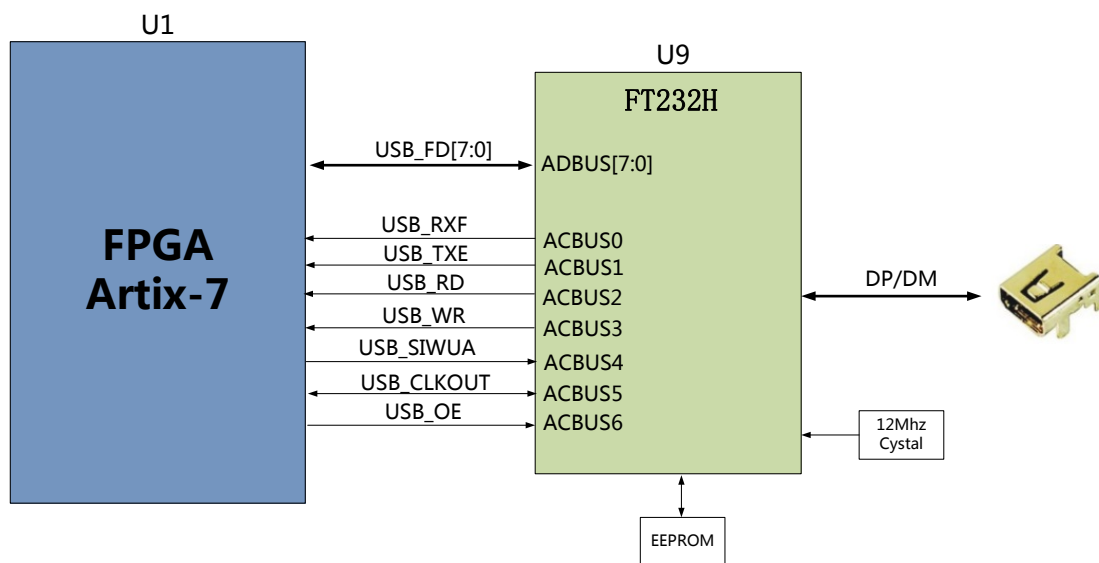 U1
U9
FT232H
USB_FD[7:0]
ADBUS[7:0]
FPGA
Artix-7
USB_RXF
ACBUS0
USB_TXE
ACBUS1
USB_RD
ACBUS2
USB_WR
ACBUS3
USB_SIWUA
ACBUS4
USB_CLKOUT
ACBUS5
USB_OE
ACBUS6
DP/DM
12Mhz
Cystal
EEPROM